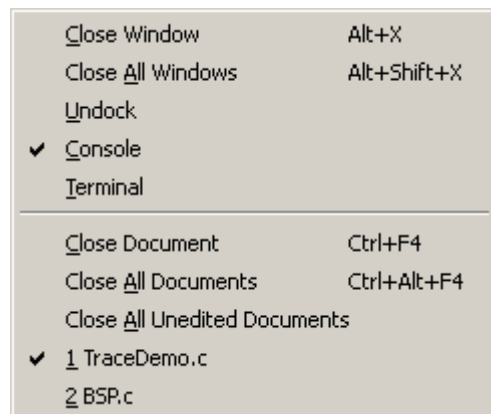 Close Window Alt+X
Close All Windows Alt+Shift+X
Undock
Console
Terminal
Close Document Ctrl+F4
Close All Documents Ctrl+Alt+F4
Close All Unedited Documents
1 TraceDemo.c
2 BSP.c